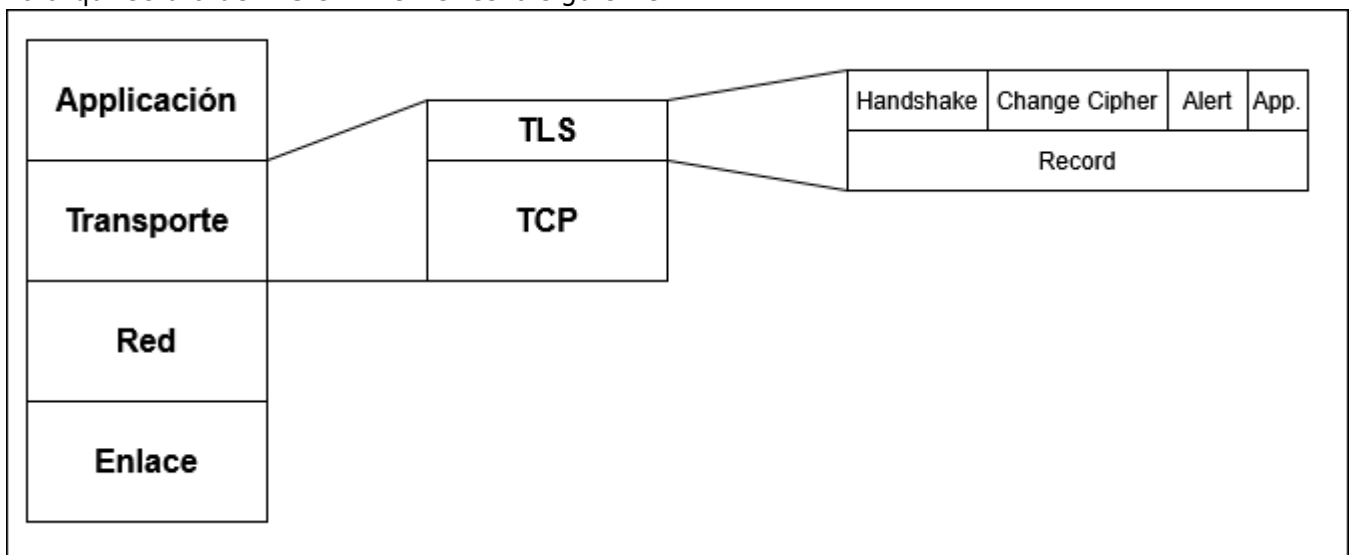 Applicación
Transporte
Red
Enlace
TLS
TCP
Handshake Change Cipher Alert App.
Record